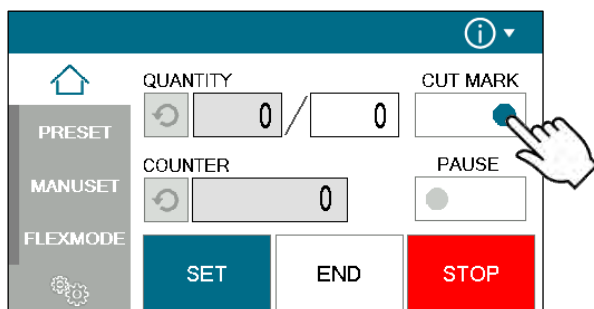 QUANTITY
CUT MARK
0 / 0
PRESET
COUNTER
PAUSE
MANUSET
0
FLEXMODE
SET
END
STOP